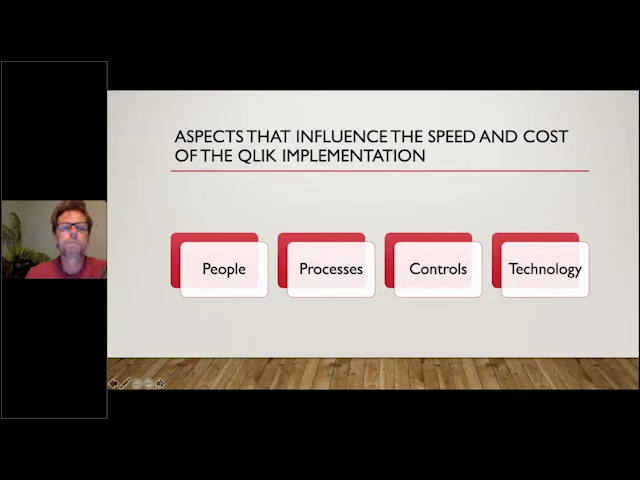 ASPECTS THAT INFLUENCE THE SPEED AND COST
OF THE QLIK IMPLEMENTATION
People
Processes
Controls
Technology